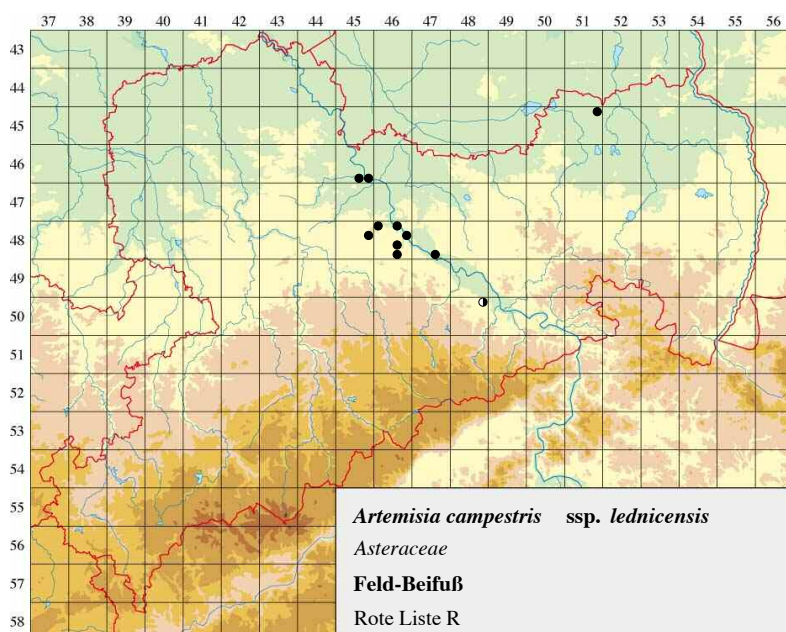 37 38 39 40 41 42 43 44 45 46 47 48 49 50 51 52 53 54 55 56
43
44
45
46
48
50
51
52
53
54
55
56
57
58
Artemisia campestris ssp. lednicensis
Asteraceae
Feld-Beifuß
Rote Liste R